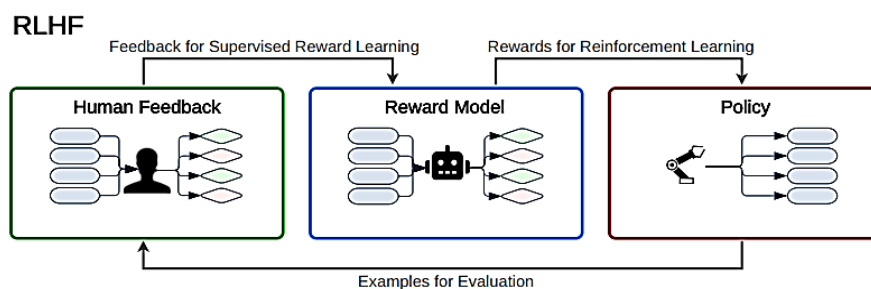 RLHF
Feedback for Supervised Reward Learning
Rewards for Reinforcement Learning
Human Feedback
Reward Model
Policy
Examples for Evaluation